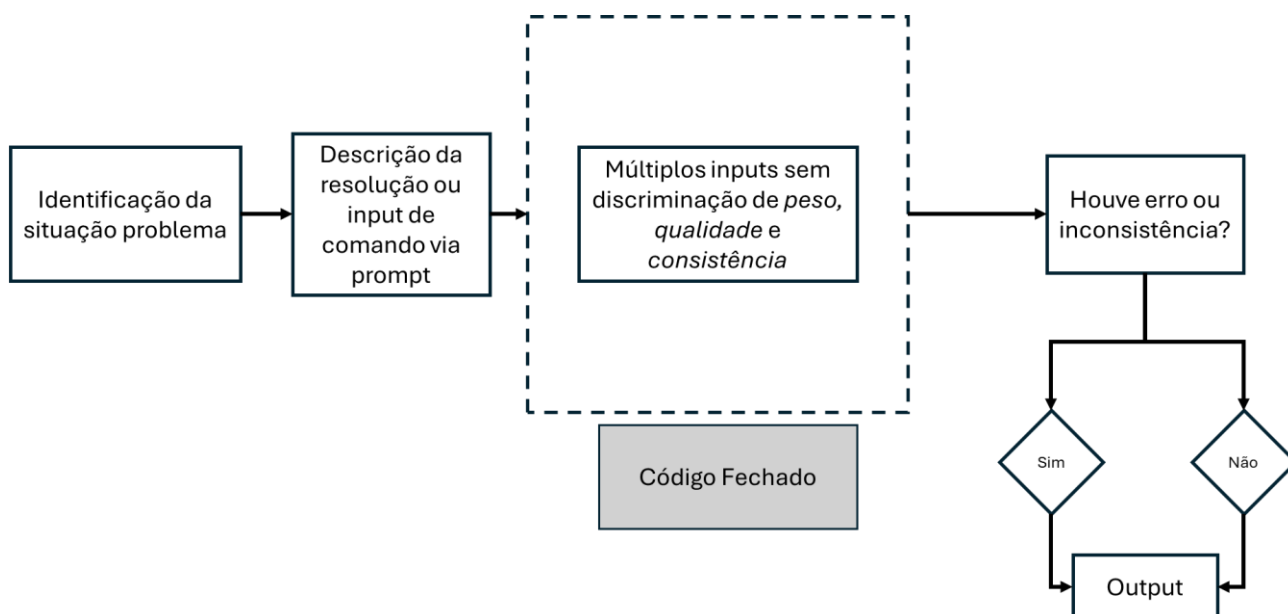 Identificação da
situação problema
Descrição da
resolução ou
input de
comando via
prompt
Múltiplos inputs sem
discriminação de peso,
qualidade e
consistência
Código Fechado
Houve erro ou
inconsistência?
Sim
Não
Output